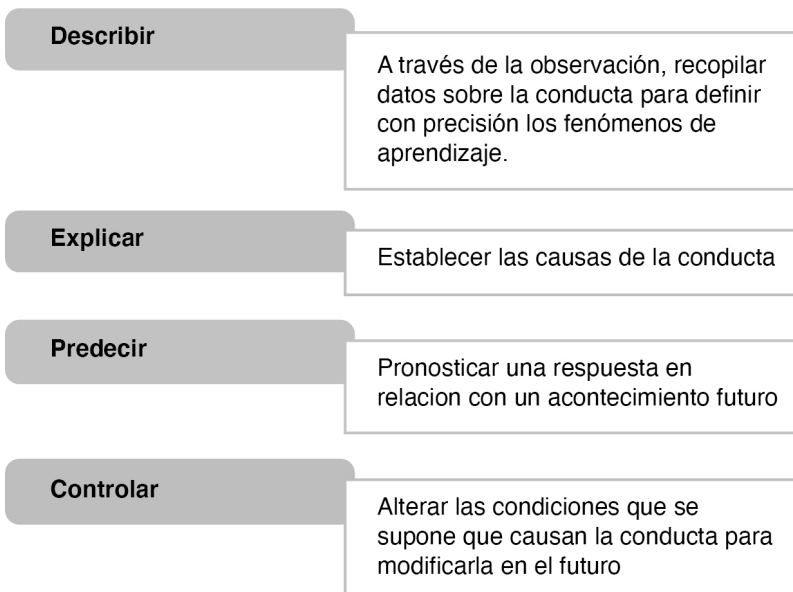 Describir
A través de la observación, recopilar
datos sobre la conducta para definir
con precisión los fenómenos de
aprendizaje.
Explicar
Establecer las causas de la conducta
Predecir
Pronosticar una respuesta en
relacion con un acontecimiento futuro
Controlar
Alterar las condiciones que se
supone que causan la conducta para
modificarla en el futuro